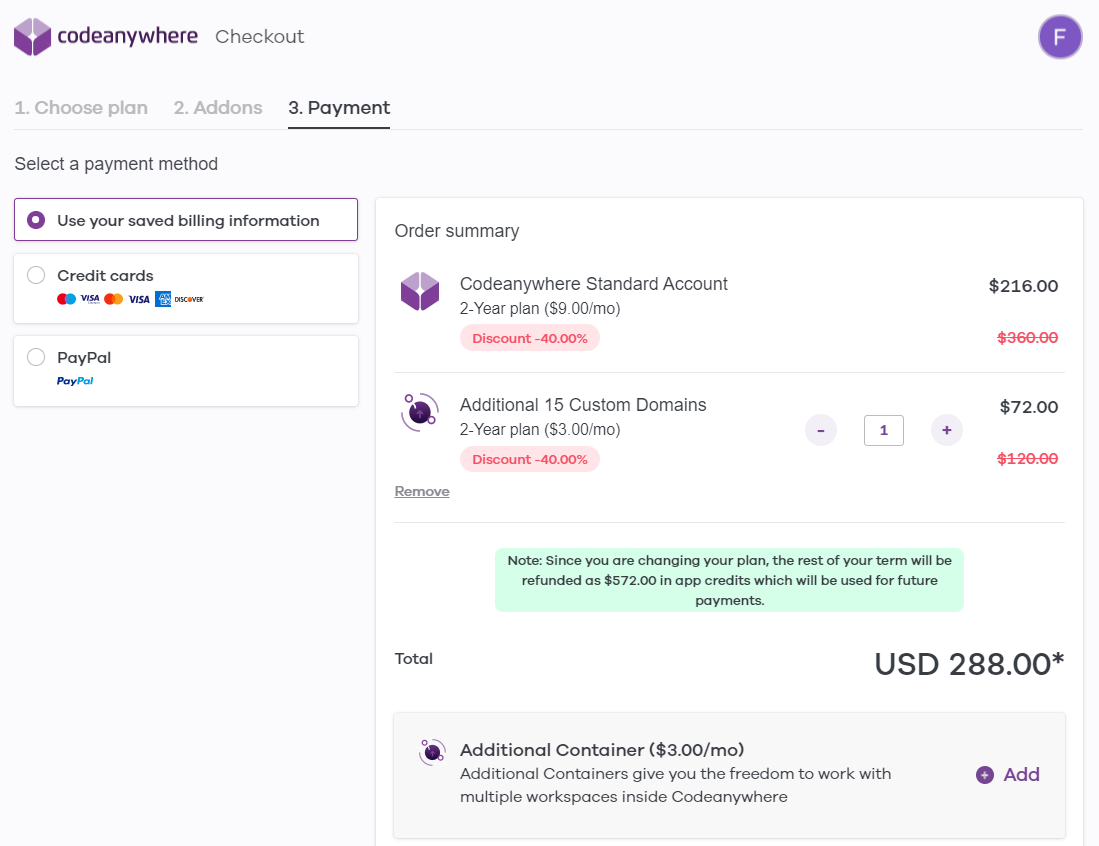 codeanywhere Checkout
F
1. Choose plan 2. Addons 3. Payment
Select a payment method
Use your saved billing information
Credit cards
VISA VISA AMEX DISCOVER
PayPal
PayPal
Order summary
Codeanywhere Standard Account $216.00
2-Year plan ($9.00/mo)
Discount -40.00% $360.00
Additional 15 Custom Domains $72.00
2-Year plan ($3.00/mo) - 1 +
Discount -40.00% $120.00
Remove
Note: Since you are changing your plan, the rest of your term will be
refunded as $572.00 in app credits which will be used for future
payments.
Total USD 288.00*
Additional Container ($3.00/mo)
Additional Containers give you the freedom to work with
multiple workspaces inside Codeanywhere
Add